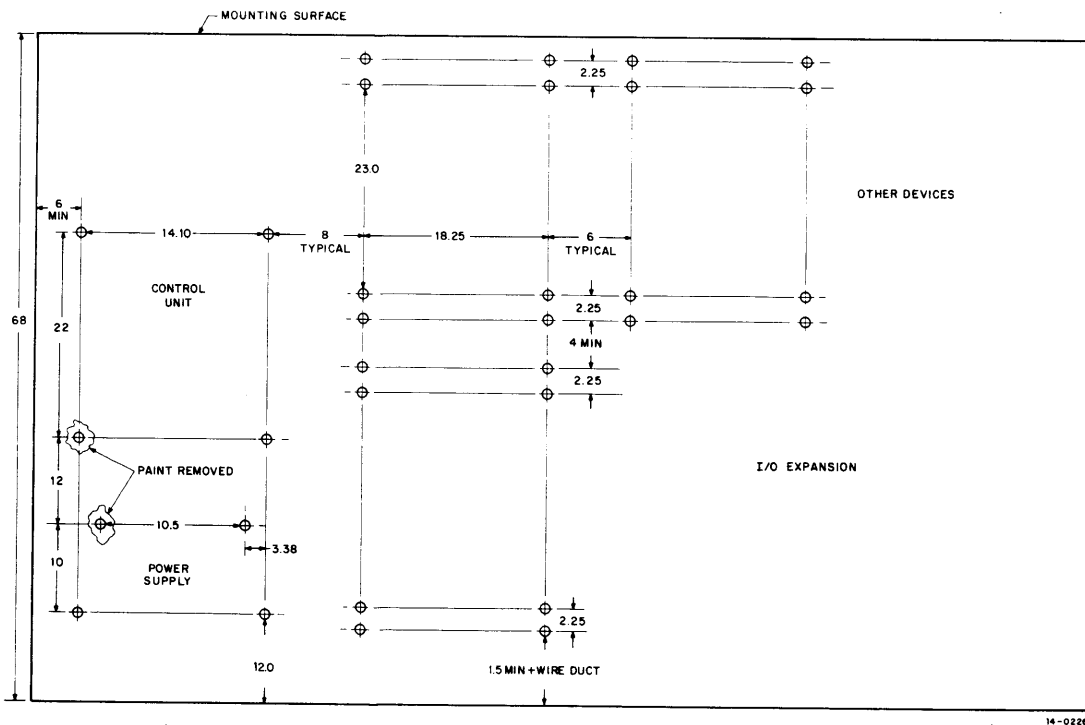 MOUNTING SURFACE
2.25
23.0
OTHER DEVICES
6
MIN
14.10
8
TYPICAL
18.25
6
TYPICAL
CONTROL
UNIT
2.25
68
22
4 MIN
2.25
PAINT REMOVED
I/O EXPANSION
12
10.5
3.38
10
POWER
SUPPLY
2.25
12.0
1.5 MIN+WIRE DUCT
14-0226